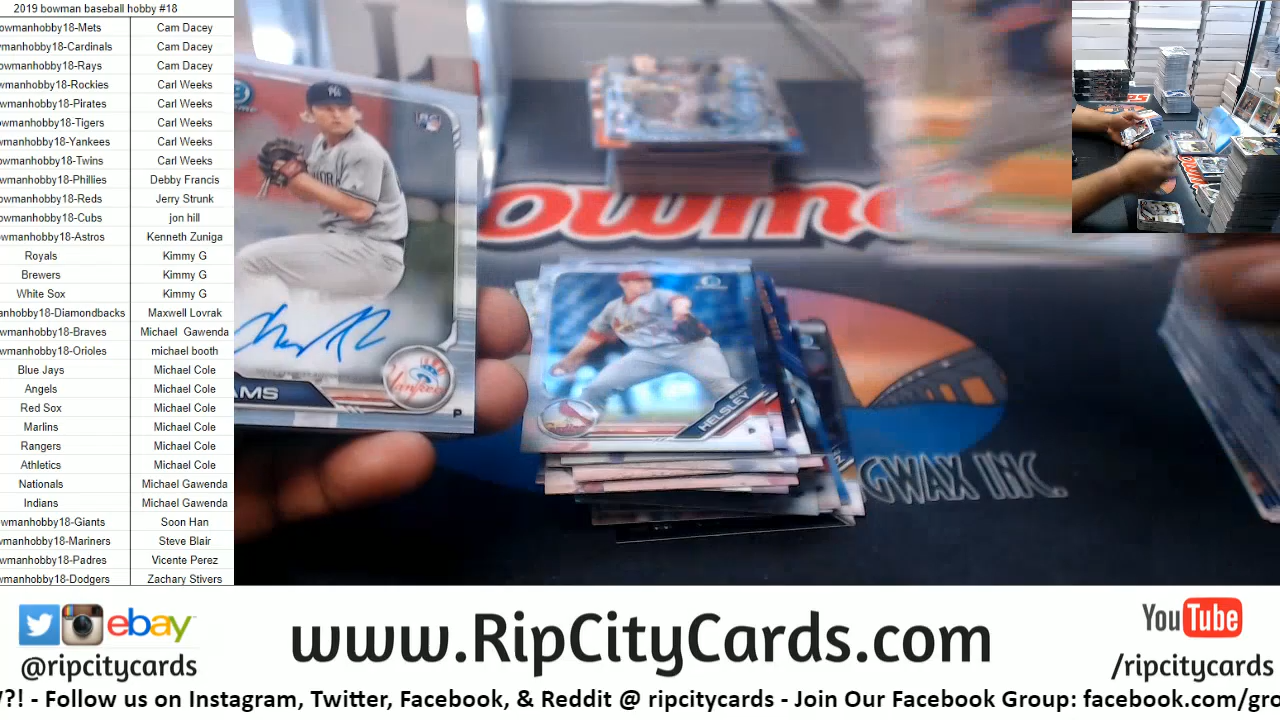 2019 bowman baseball hobby #18
owmanhobby18-Mets Cam Dacey
wmanhobby18-Cardinals Cam Dacey
owmanhobby18-Rays Cam Dacey
wmanhobby18-Rockies Carl Weeks
owmanhobby18-Pirates Carl Weeks
owmanhobby18-Tigers Carl Weeks
wmanhobby18-Yankees Carl Weeks
owmanhobby18-Twins Carl Weeks
wmanhobby18-Phillies Debby Francis
owmanhobby18-Reds Jerry Strunk
owmanhobby18-Cubs jon hill
owmanhobby18-Astros Kenneth Zuniga
Royals Kimmy G
Brewers Kimmy G
White Sox Kimmy G
anhobby18-Diamondbacks Maxwell Lovrak
owmanhobby18-Braves Michael Gawenda
owmanhobby18-Orioles michael booth
Blue Jays Michael Cole
Angels Michael Cole
Red Sox Michael Cole
Marlins Michael Cole
Rangers Michael Cole
Athletics Michael Cole
Nationals Michael Gawenda
Indians Michael Gawenda
owmanhobby18-Giants Soon Han
wmanhobby18-Mariners Steve Blair
wmanhobby18-Padres Vicente Perez
wmanhobby18-Dodgers Zachary Stivers
AMS
Yankees
P
HELSLEY
owm
GWAX INC.
ebay
@ripcitycards
www.RipCityCards.com
YouTube
/ripcitycards
?! - Follow us on Instagram, Twitter, Facebook, & Reddit @ ripcitycards - Join Our Facebook Group: facebook.com/gro